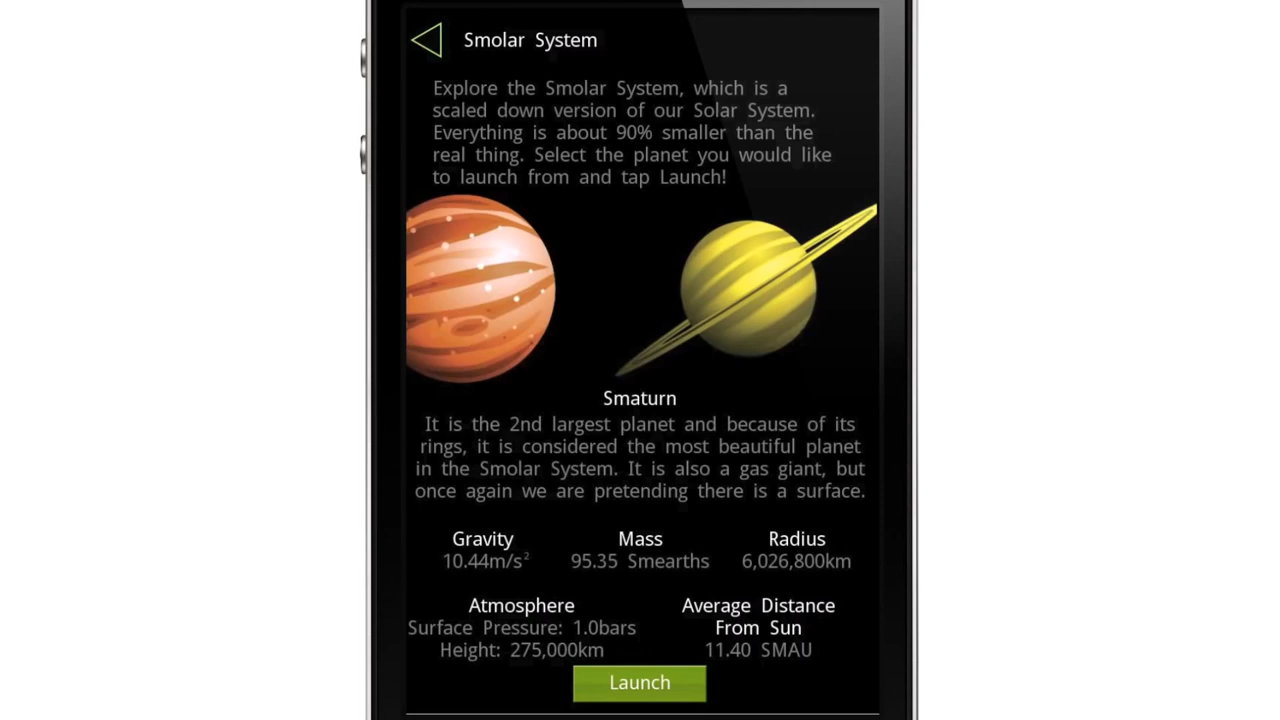 Smolar System
Explore the Smolar System, which is a
scaled down version of our Solar System.
Everything is about 90% smaller than the
real thing. Select the planet you would like
to launch from and tap Launch!
Smaturn
It is the 2nd largest planet and because of its
rings, it is considered the most beautiful planet
in the Smolar System. It is also a gas giant, but
once again we are pretending there is a surface.
Gravity Mass Radius
10.44m/s² 95.35 Smearths 6,026,800km
Atmosphere
Surface Pressure: 1.0bars
Height: 275,000km
Average Distance
From Sun
11.40 SMAU
Launch